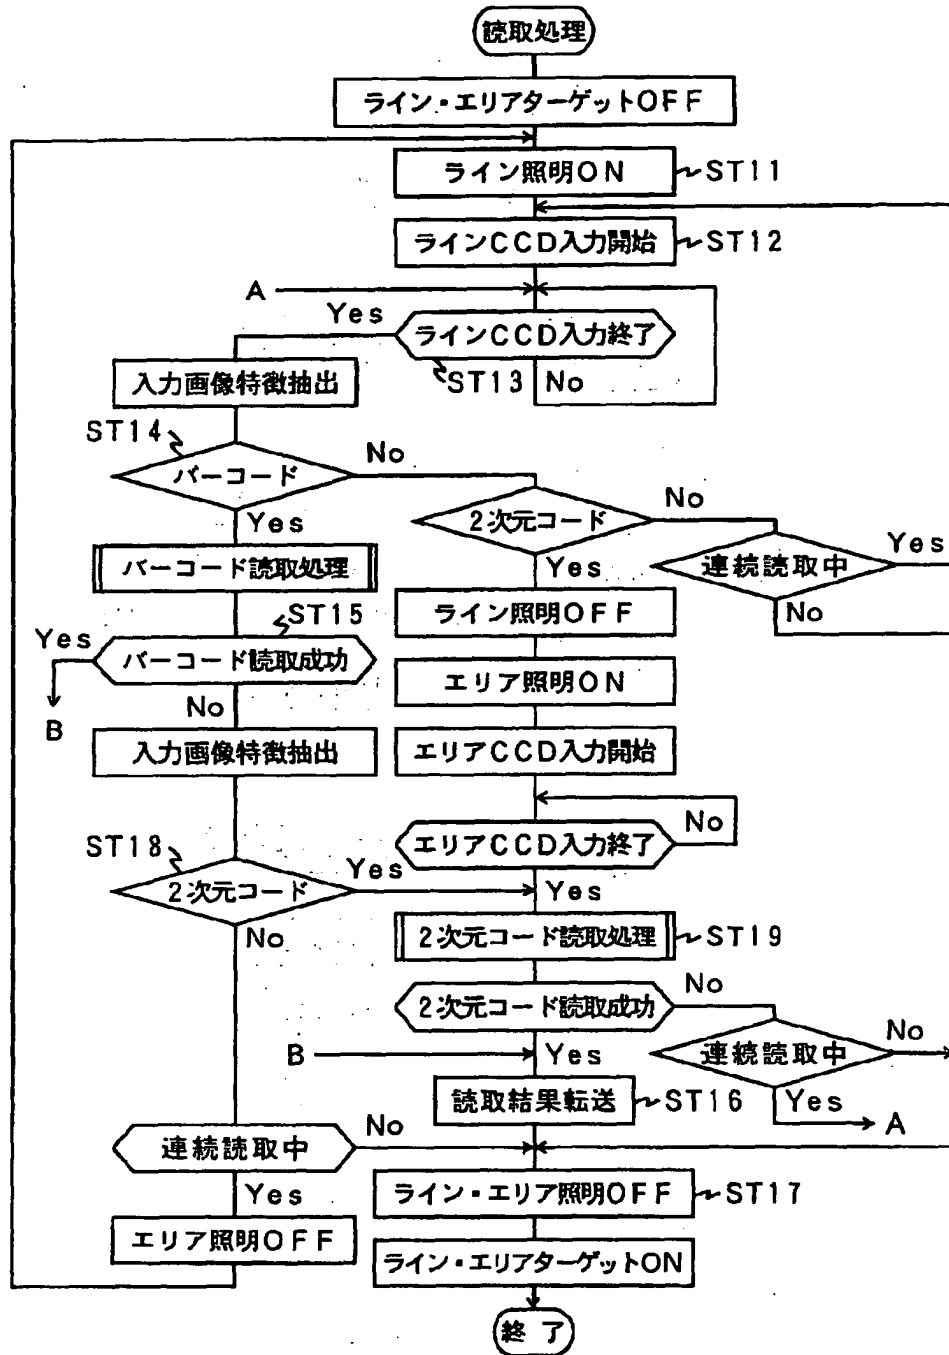 読取処理
ライン・エリアターゲットOFF
ライン照明ON
ST11
ラインCCD入力開始
ST12
A
Yes
ラインCCD入力終了
ST13
No
入力画像特徴抽出
ST14
バーコード
No
Yes
2次元コード
No
Yes
連続読取中
Yes
No
バーコード読取処理
ライン照明OFF
ST15
Yes
バーコード読取成功
B
No
エリア照明ON
入力画像特徴抽出
エリアCCD入力開始
エリアCCD入力終了
No
ST18
2次元コード
Yes
Yes
No
2次元コード読取処理
ST19
2次元コード読取成功
No
B
Yes
連続読取中
No
Yes
A
読取結果転送
ST16
連続読取中
No
Yes
ライン・エリア照明OFF
ST17
エリア照明OFF
ライン・エリアターゲットON
終了